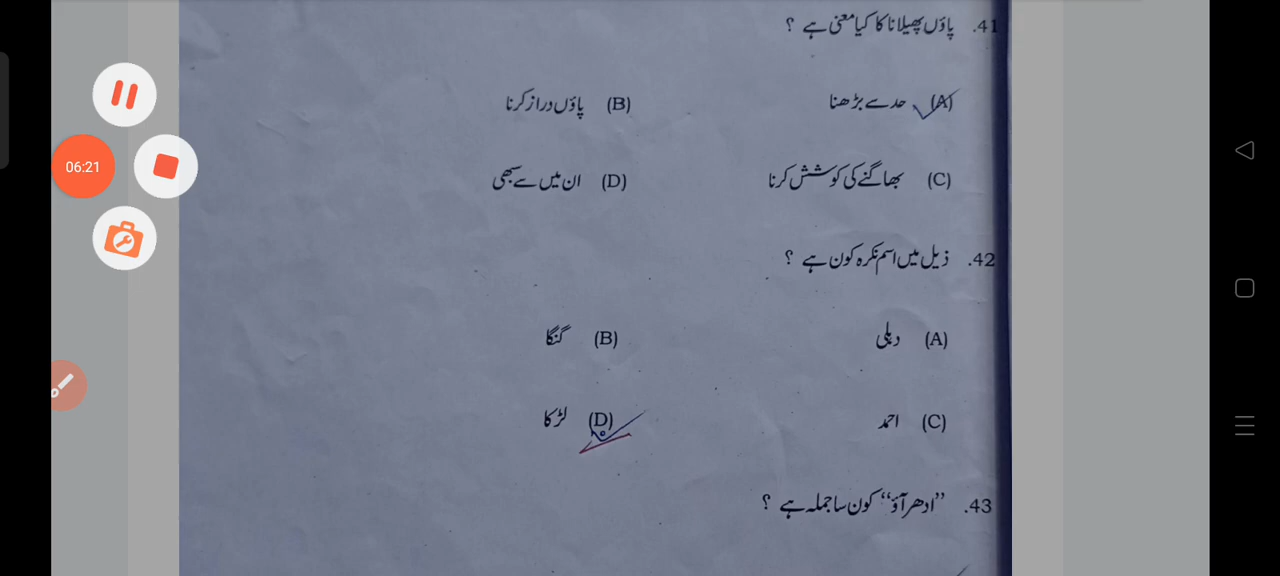 41. پاؤں پھیلانا کا کیا معنی ہے ؟
(A) حد سے بڑھنا (B) پاؤں دراز کرنا
(C) بھاگنے کی کوشش کرنا (D) ان میں سے سبھی
42. ذیل میں اسم نکرہ کون ہے ؟
(A) دہلی (B) گنگا
(C) احمد (D) لڑکا
43. ”ادھر آؤ“ کون سا جملہ ہے ؟
06:21